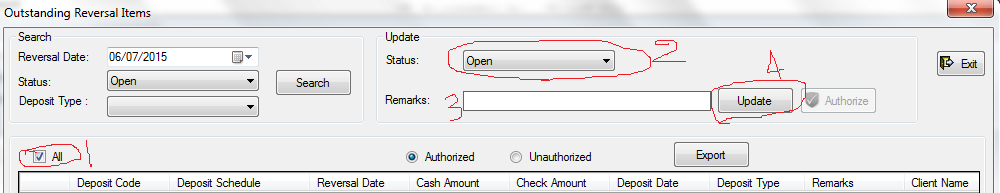 Outstanding Reversal Items
Search
Reversal Date: 06/07/2015
Status: Open
Search
Deposit Type :
Update
Status: Open 2
Remarks: 3
Update 4
Authorize
Exit
All 1
Authorized
Unauthorized
Export
Deposit Code Deposit Schedule Reversal Date Cash Amount Check Amount Deposit Date Deposit Type Remarks Client Name